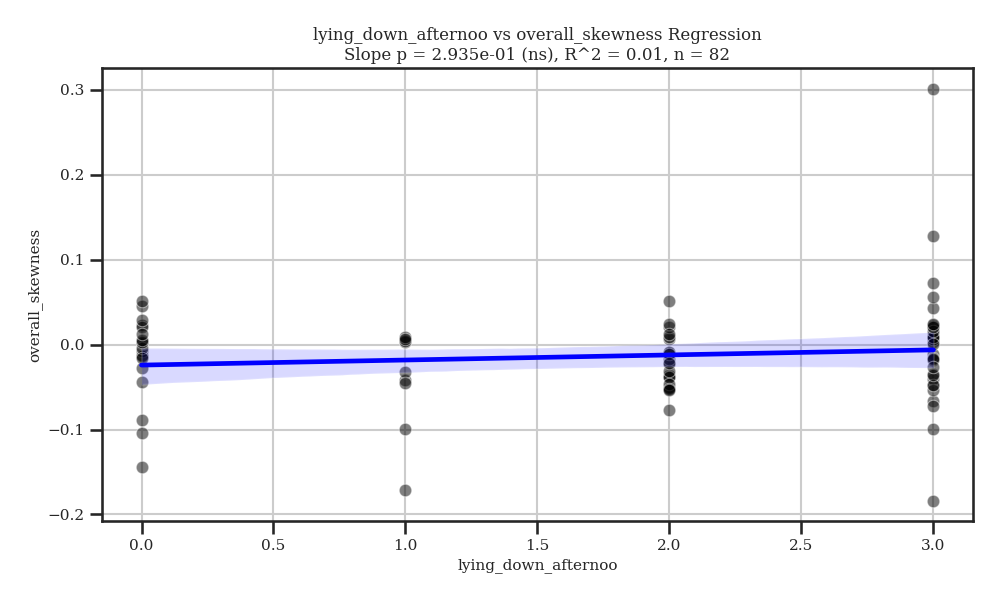 lying_down_afternoo vs overall_skewness Regression
Slope p = 2.935e-01 (ns), R^2 = 0.01, n = 82
0.3
0.2
0.1
0.0
−0.1
−0.2
overall_skewness
0.0 0.5 1.0 1.5 2.0 2.5 3.0
lying_down_afternoo